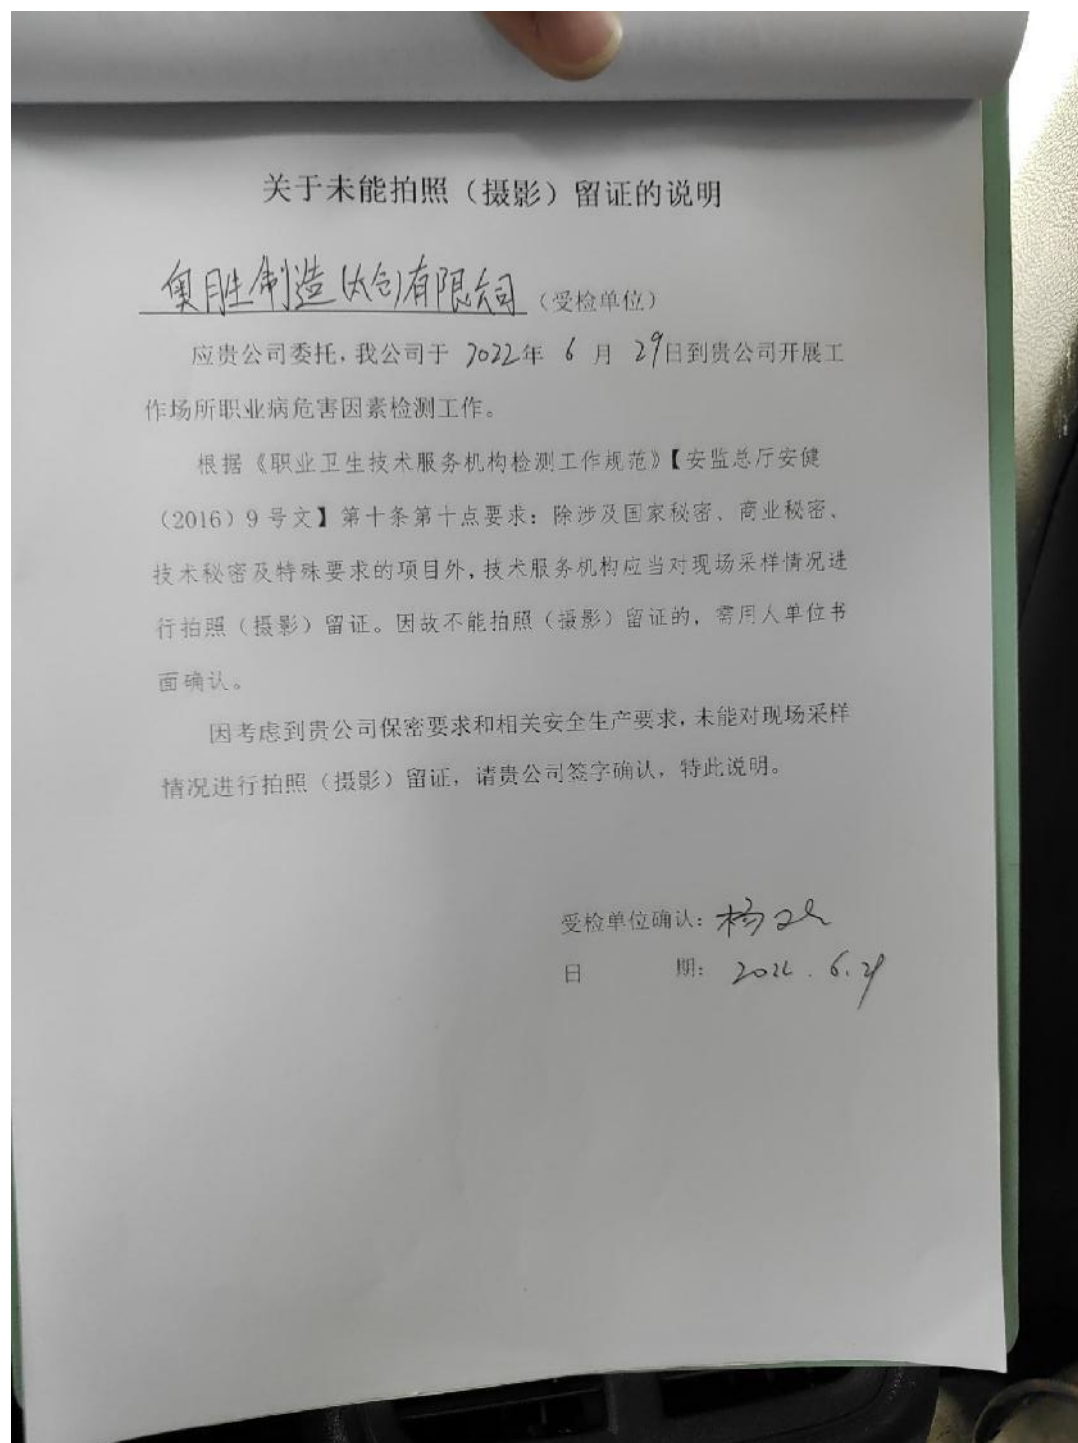 关于未能拍照（摄影）留证的说明
奥胜制造（太仓）有限公司（受检单位）
应贵公司委托，我公司于 2022年 6 月 29日到贵公司开展工
作场所职业病危害因素检测工作。
根据《职业卫生技术服务机构检测工作规范》【安监总厅安健
（2016）9 号文】第十条第十点要求：除涉及国家秘密、商业秘密、
技术秘密及特殊要求的项目外，技术服务机构应当对现场采样情况进
行拍照（摄影）留证。因故不能拍照（摄影）留证的，需用人单位书
面确认。
因考虑到贵公司保密要求和相关安全生产要求，未能对现场采样
情况进行拍照（摄影）留证，请贵公司签字确认，特此说明。
受检单位确认：杨
日 期： 2022.6.29